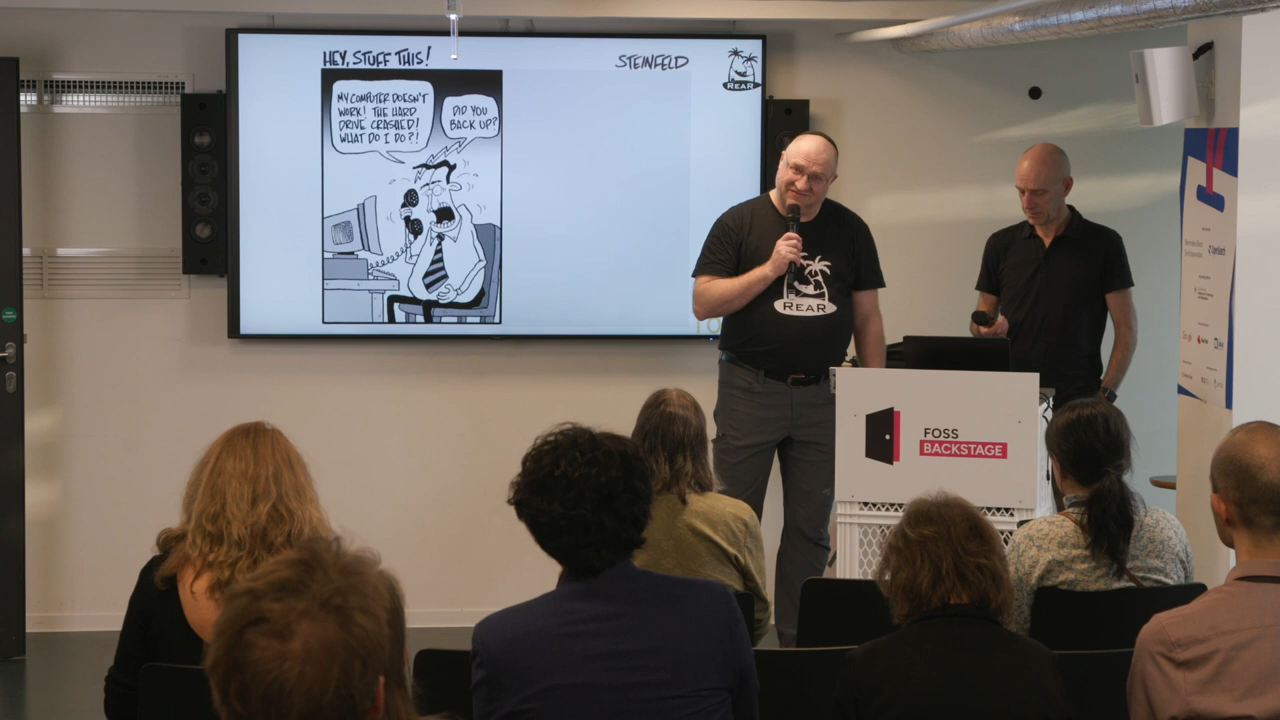 HEY, STUFF THIS!
STEINFELD
REAR
MY COMPUTER DOESN'T
WORK! THE HARD
DRIVE CRASHED!
WHAT DO I DO?!
DID YOU
BACK UP?
REAR
FOSS
BACKSTAGE
Google